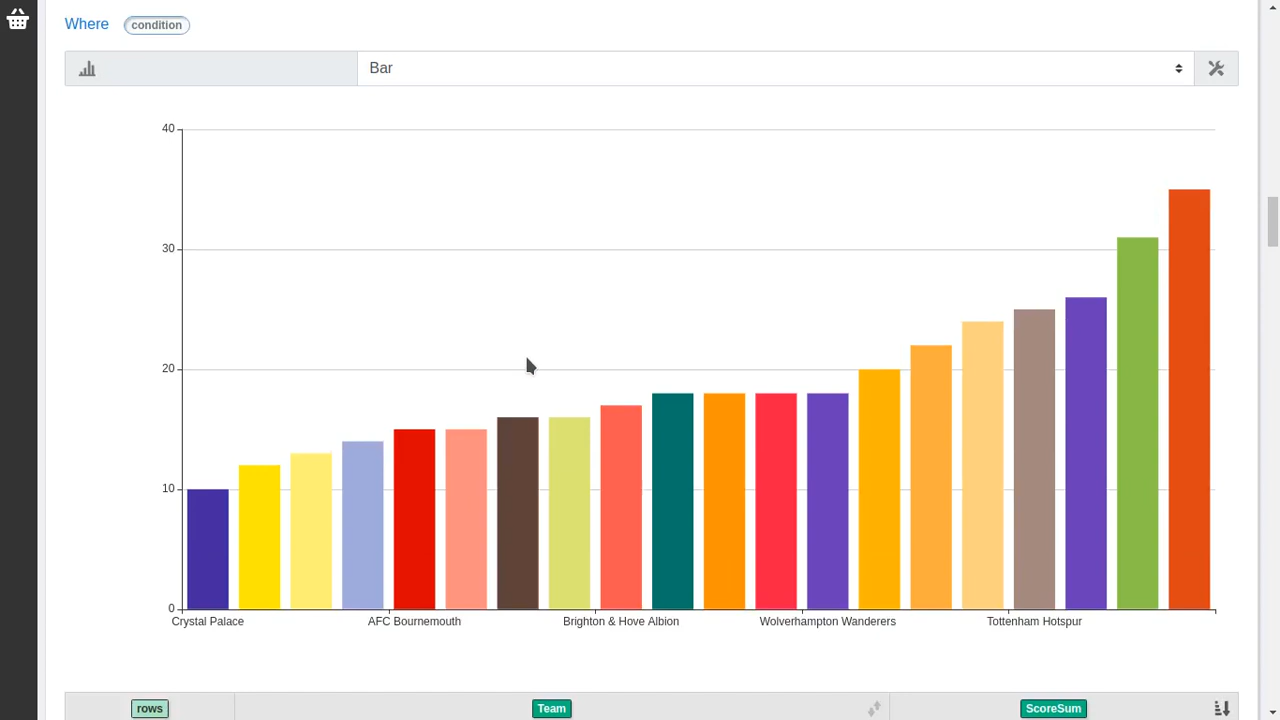 Where condition
Bar
40
30
20
10
0
Crystal Palace AFC Bournemouth Brighton & Hove Albion Wolverhampton Wanderers Tottenham Hotspur
rows Team ScoreSum